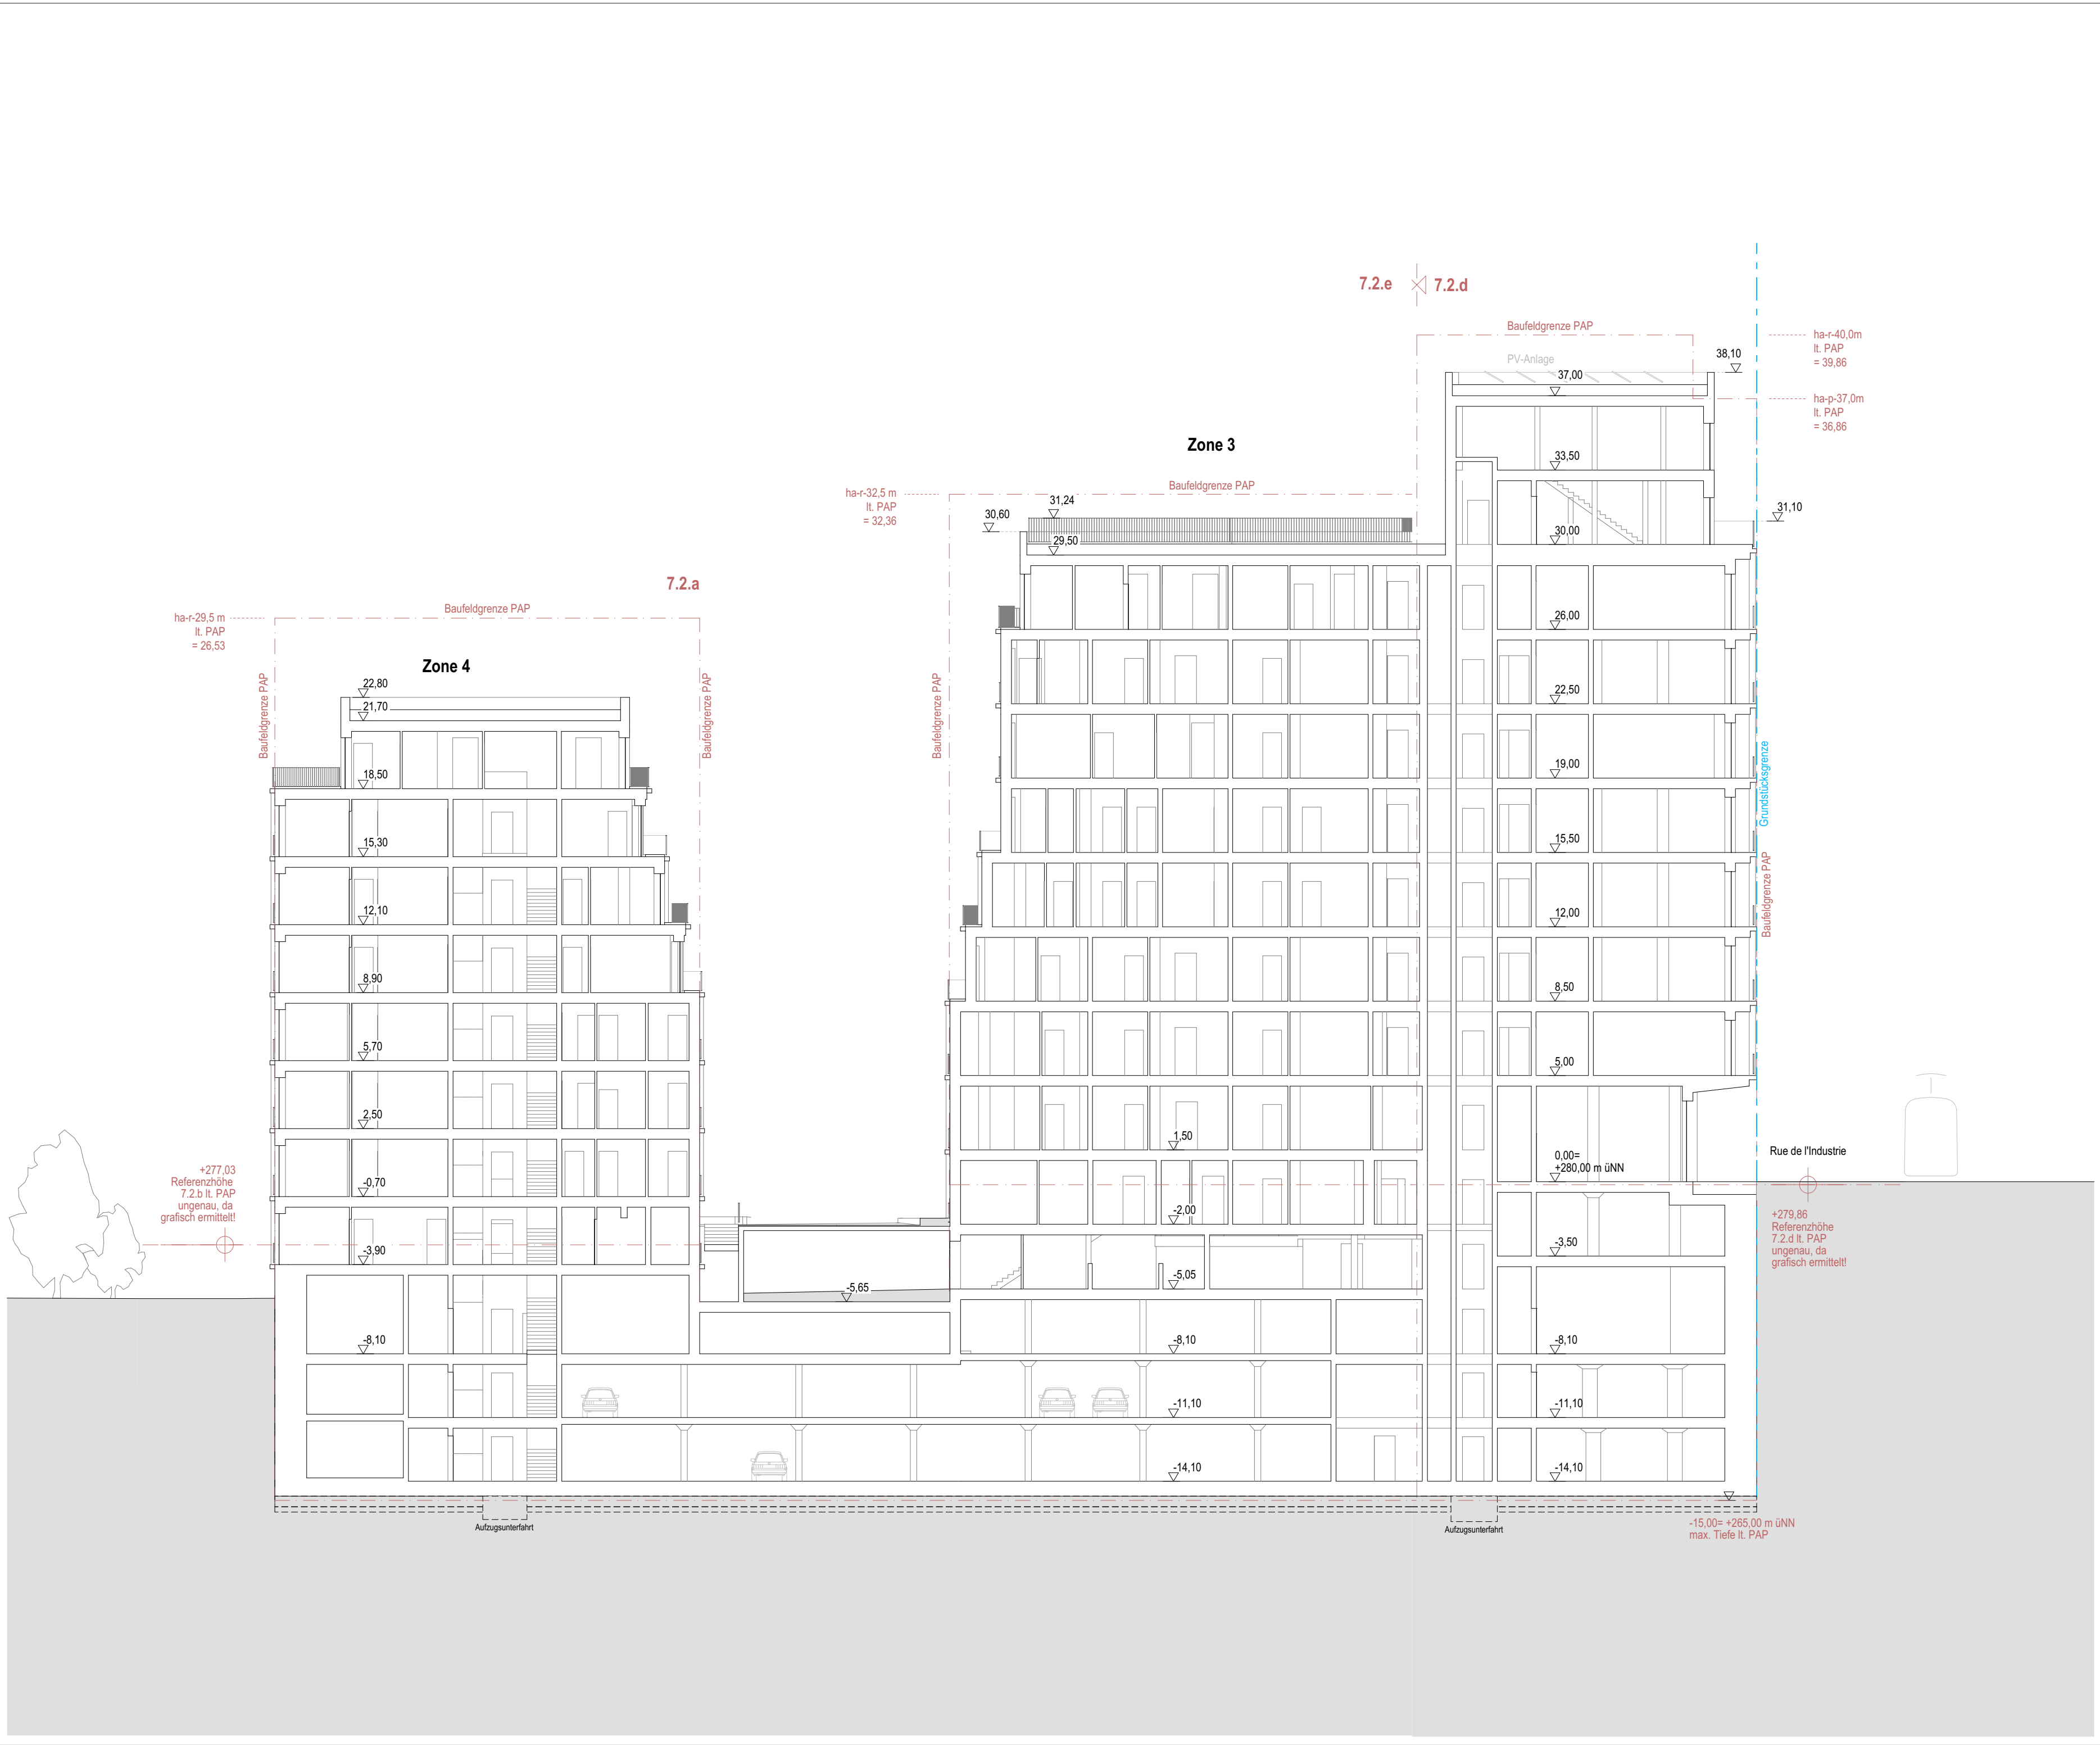 7.2.e
7.2.d
Baufeldgrenze PAP
ha-r-40,0m
lt. PAP
= 39,86
PV-Anlage
38,10
37,00
ha-p-37,0m
lt. PAP
= 36,86
Zone 3
33,50
Baufeldgrenze PAP
ha-r-32,5 m
lt. PAP
= 32,36
31,24
30,60
31,10
30,00
29,50
7.2.a
Baufeldgrenze PAP
ha-r-29,5 m
lt. PAP
= 26,53
26,00
Zone 4
22,80
21,70
22,50
Baufeldgrenze PAP
Baufeldgrenze PAP
Baufeldgrenze PAP
18,50
19,00
Grundstücksgrenze
15,30
15,50
Baufeldgrenze PAP
12,10
12,00
8,90
8,50
5,70
5,00
2,50
1,50
Rue de l'Industrie
0,00=
+280,00 m üNN
+277,03
Referenzhöhe
7.2.b lt. PAP
ungenau, da
grafisch ermittelt!
-0,70
-2,00
+279,86
Referenzhöhe
7.2.d lt. PAP
ungenau, da
grafisch ermittelt!
-3,90
-3,50
-5,65
-5,05
-8,10
-8,10
-8,10
-11,10
-11,10
-14,10
-14,10
Aufzugsunterfahrt
Aufzugsunterfahrt
-15,00= +265,00 m üNN
max. Tiefe lt. PAP